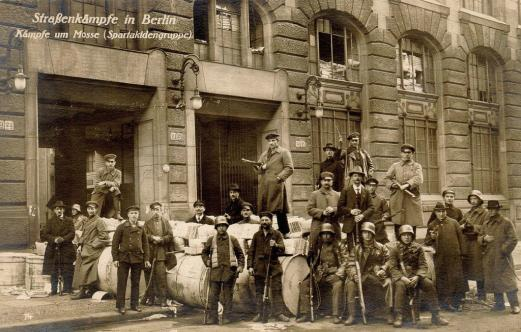 Straßenkämpfe in Berlin
Kämpfe um Mosse (Spartakidengruppe)